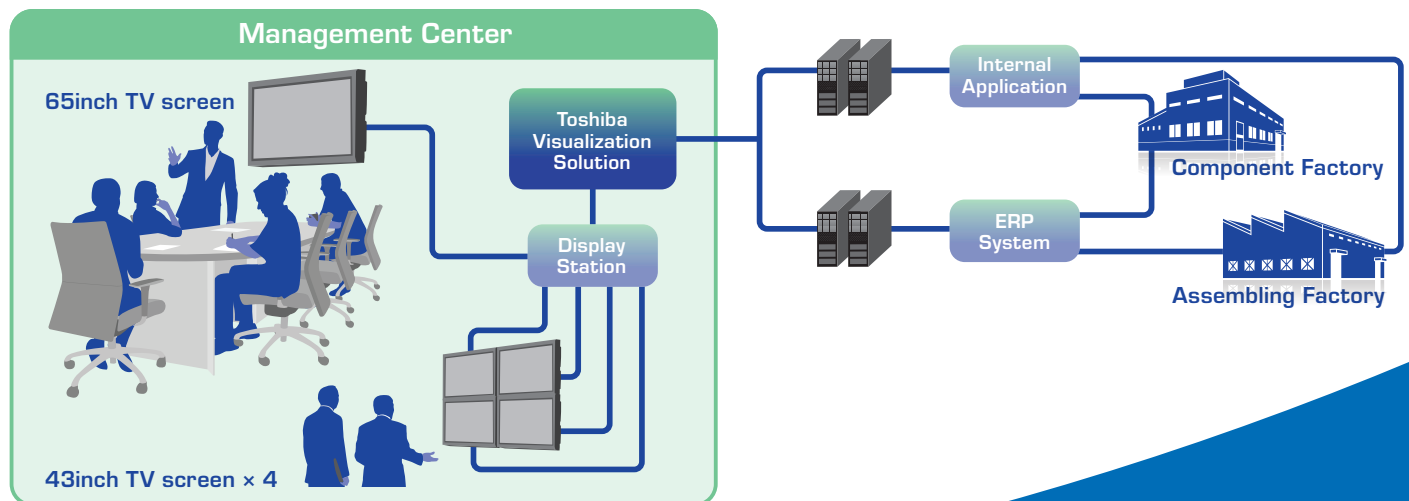 Management Center
65inch TV screen
Toshiba
Visualization
Solution
Display
Station
43inch TV screen × 4
Internal
Application
Component Factory
ERP
System
Assembling Factory